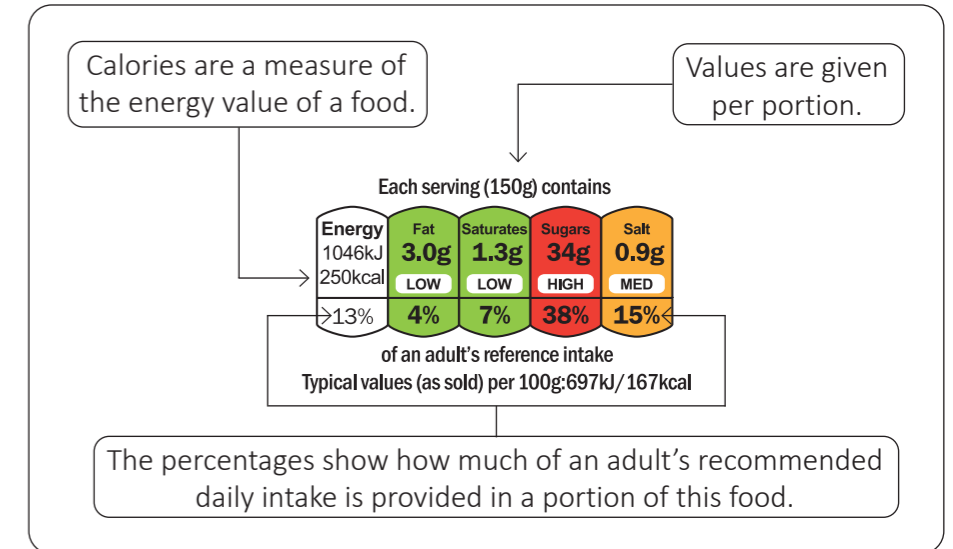 Calories are a measure of
the energy value of a food.
Values are given
per portion.
Each serving (150g) contains
Energy
1046kJ
250kcal
13%
Fat
3.0g
LOW
4%
Saturates
1.3g
LOW
7%
Sugars
34g
HIGH
38%
Salt
0.9g
MED
15%
of an adult's reference intake
Typical values (as sold) per 100g:697kJ/167kcal
The percentages show how much of an adult's recommended
daily intake is provided in a portion of this food.